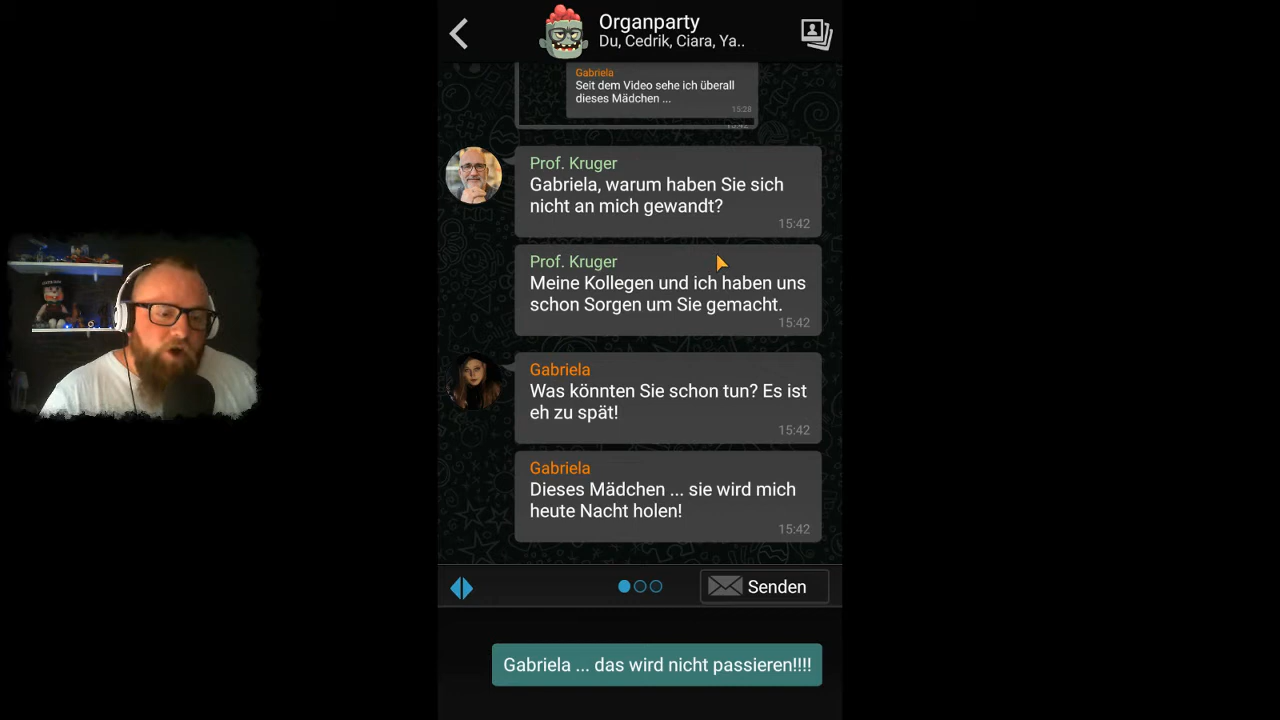 Organparty
Du, Cedrik, Ciara, Ya..
Gabriela
Seit dem Video sehe ich überall
dieses Mädchen ...
15:28
15:42
Prof. Kruger
Gabriela, warum haben Sie sich
nicht an mich gewandt?
15:42
Prof. Kruger
Meine Kollegen und ich haben uns
schon Sorgen um Sie gemacht.
15:42
Gabriela
Was könnten Sie schon tun? Es ist
eh zu spät!
15:42
Gabriela
Dieses Mädchen ... sie wird mich
heute Nacht holen!
15:42
Senden
Gabriela ... das wird nicht passieren!!!!